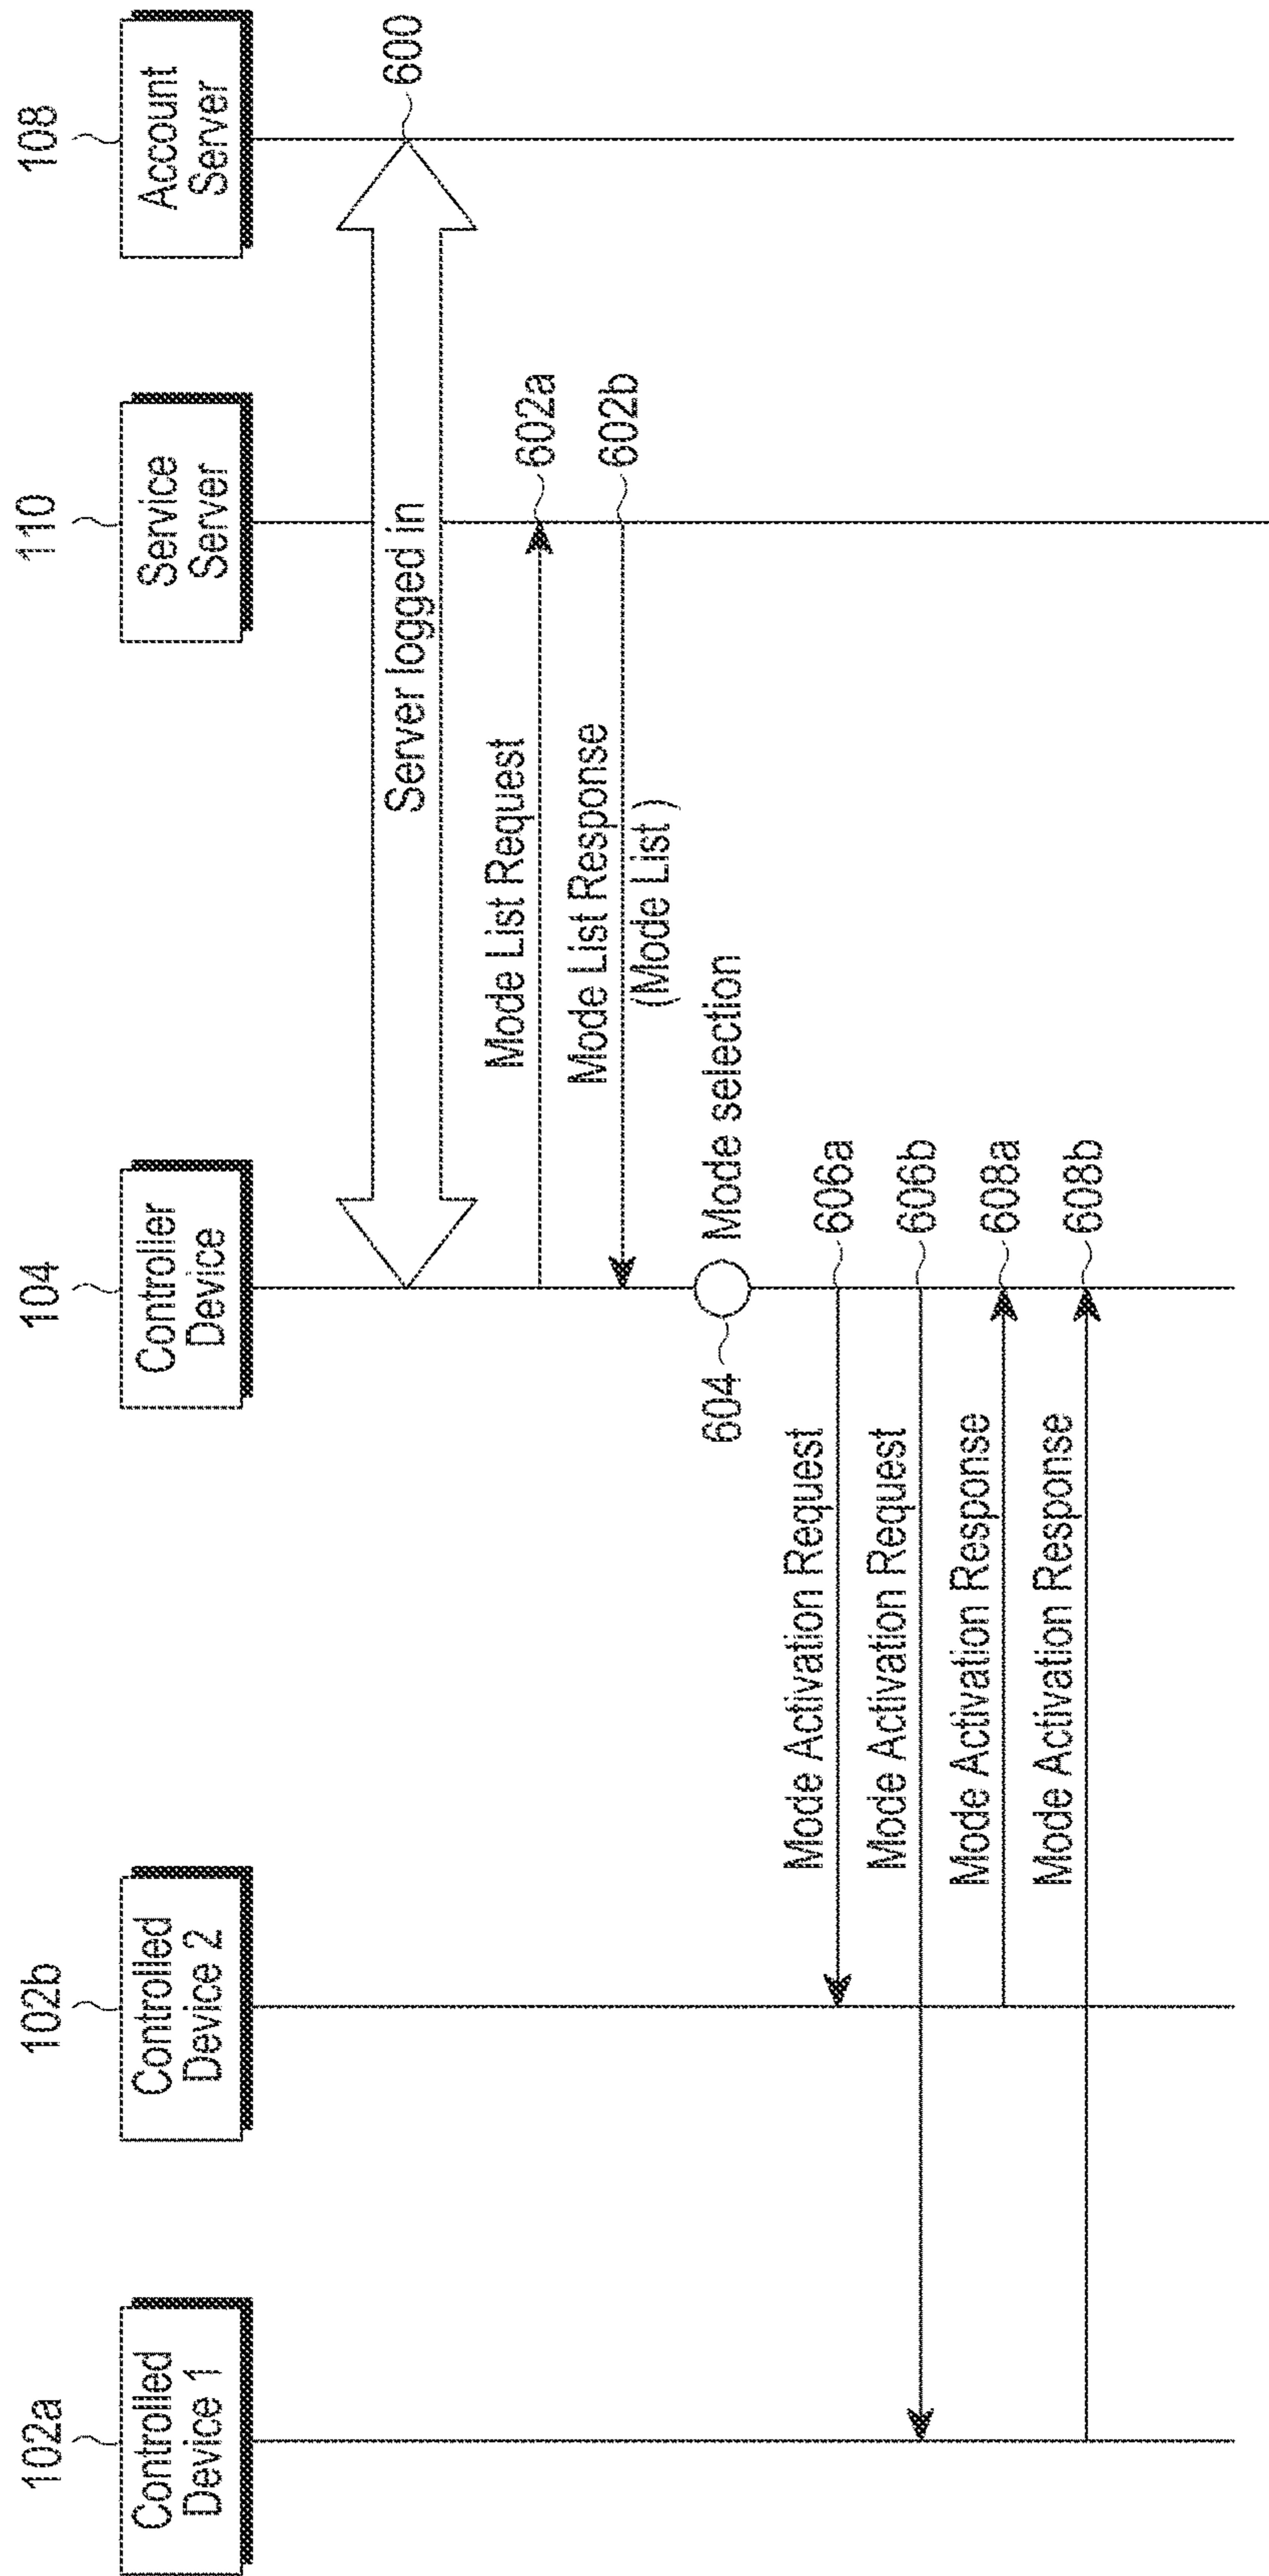 102a
102b
104
110
108
Controlled
Device 1
Controlled
Device 2
Controller
Device
Service
Server
Account
Server
Server logged in
600
Mode List Request
602a
Mode List Response
602b
(Mode List )
604
Mode selection
Mode Activation Request
606a
Mode Activation Request
606b
Mode Activation Response
608a
Mode Activation Response
608b